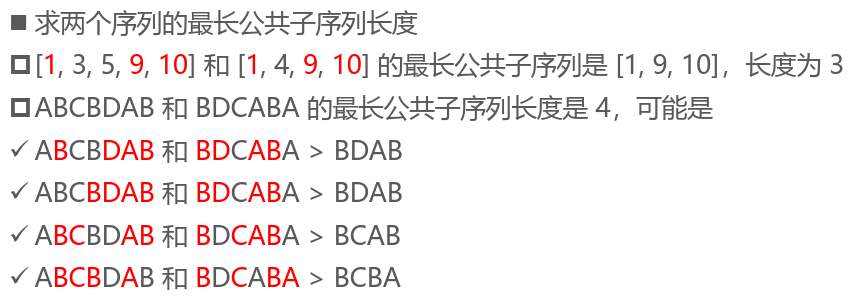 ■ 求两个序列的最长公共子序列长度
[1, 3, 5, 9, 10] 和 [1, 4, 9, 10] 的最长公共子序列是 [1, 9, 10]，长度为 3
ABCBDAB 和 BDCABA 的最长公共子序列长度是 4，可能是
✓ ABCBDAB 和 BDCABA > BDAB
✓ ABCBDAB 和 BDCABA > BDAB
✓ ABCBDAB 和 BDCABA > BCAB
✓ ABCBDAB 和 BDCABA > BCBA